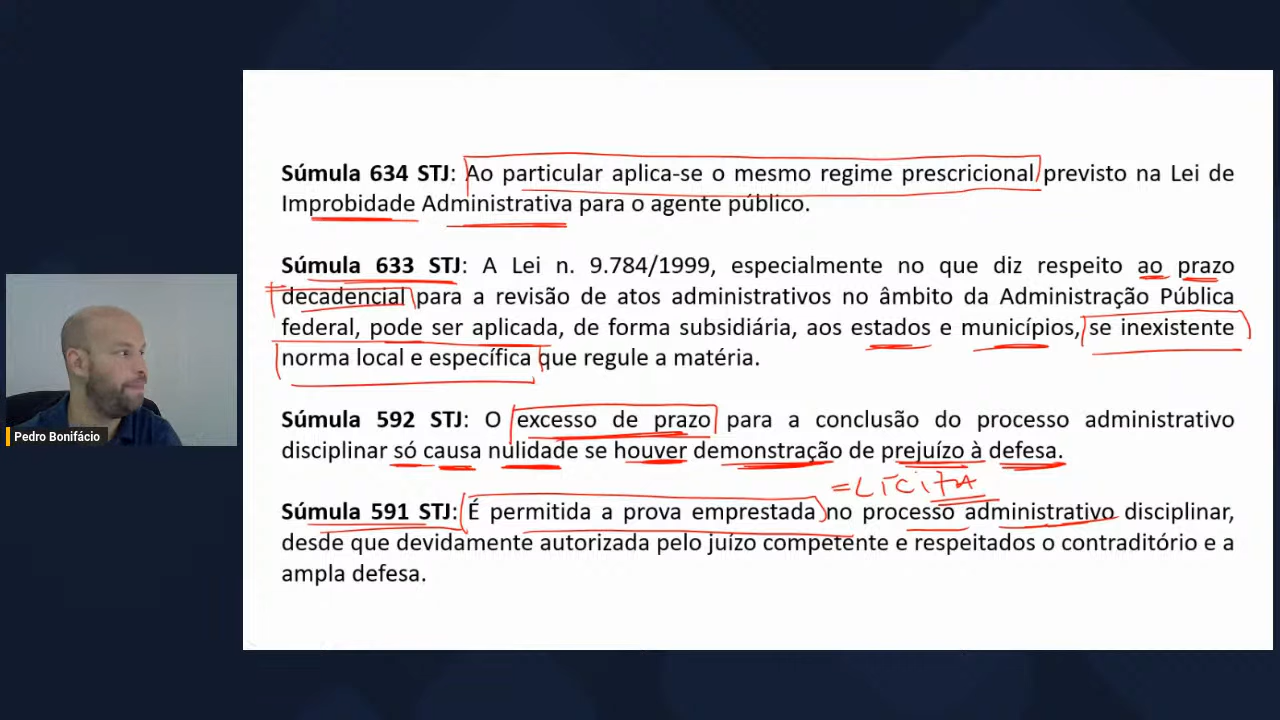 Súmula 634 STJ: Ao particular aplica-se o mesmo regime prescricional previsto na Lei de
Improbidade Administrativa para o agente público.
Súmula 633 STJ: A Lei n. 9.784/1999, especialmente no que diz respeito ao prazo
decadencial para a revisão de atos administrativos no âmbito da Administração Pública
federal, pode ser aplicada, de forma subsidiária, aos estados e municípios, se inexistente
norma local e específica que regule a matéria.
Súmula 592 STJ: O excesso de prazo para a conclusão do processo administrativo
disciplinar só causa nulidade se houver demonstração de prejuízo à defesa.
=LÍCITA
Súmula 591 STJ: É permitida a prova emprestada no processo administrativo disciplinar,
desde que devidamente autorizada pelo juízo competente e respeitados o contraditório e a
ampla defesa.
Pedro Bonifácio